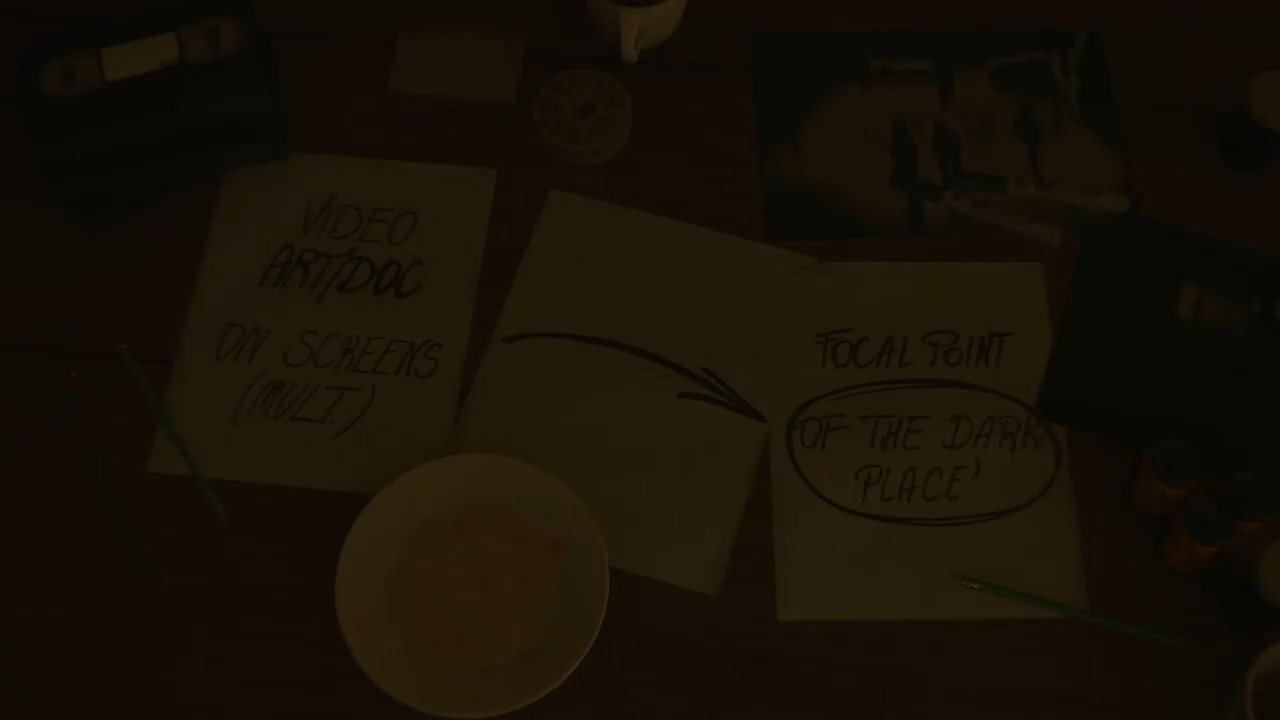 VIDEO
ART/DOC
ON SCREENS
(MULT.)
FOCAL POINT
OF THE DARK
PLACE'